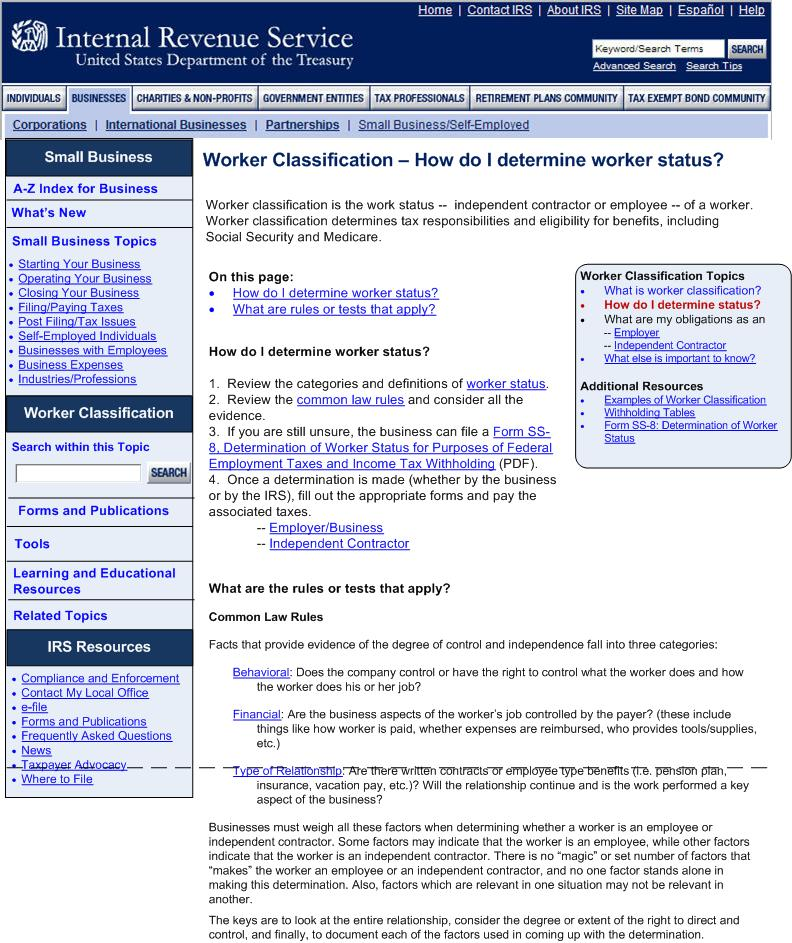 Home | Contact IRS | About IRS | Site Map | Español | Help
Internal Revenue Service
United States Department of the Treasury
Keyword/Search Terms SEARCH
Advanced Search Search Tips
INDIVIDUALS BUSINESSES CHARITIES & NON-PROFITS GOVERNMENT ENTITIES TAX PROFESSIONALS RETIREMENT PLANS COMMUNITY TAX EXEMPT BOND COMMUNITY
Corporations | International Businesses | Partnerships | Small Business/Self-Employed
Small Business
A-Z Index for Business
What's New
Small Business Topics
• Starting Your Business
• Operating Your Business
• Closing Your Business
• Filing/Paying Taxes
• Post Filing/Tax Issues
• Self-Employed Individuals
• Businesses with Employees
• Business Expenses
• Industries/Professions
Worker Classification
Search within this Topic
SEARCH
Forms and Publications
Tools
Learning and Educational
Resources
Related Topics
IRS Resources
• Compliance and Enforcement
• Contact My Local Office
• e-file
• Forms and Publications
• Frequently Asked Questions
• News
• Taxpayer Advocacy
• Where to File
Worker Classification – How do I determine worker status?
Worker classification is the work status -- independent contractor or employee -- of a worker.
Worker classification determines tax responsibilities and eligibility for benefits, including
Social Security and Medicare.
On this page:
• How do I determine worker status?
• What are rules or tests that apply?
How do I determine worker status?
1. Review the categories and definitions of worker status.
2. Review the common law rules and consider all the
evidence.
3. If you are still unsure, the business can file a Form SS-
8, Determination of Worker Status for Purposes of Federal
Employment Taxes and Income Tax Withholding (PDF).
4. Once a determination is made (whether by the business
or by the IRS), fill out the appropriate forms and pay the
associated taxes.
-- Employer/Business
-- Independent Contractor
Worker Classification Topics
• What is worker classification?
• How do I determine status?
• What are my obligations as an
-- Employer
-- Independent Contractor
• What else is important to know?
Additional Resources
• Examples of Worker Classification
• Withholding Tables
• Form SS-8: Determination of Worker
Status
What are the rules or tests that apply?
Common Law Rules
Facts that provide evidence of the degree of control and independence fall into three categories:
Behavioral: Does the company control or have the right to control what the worker does and how
the worker does his or her job?
Financial: Are the business aspects of the worker's job controlled by the payer? (these include
things like how worker is paid, whether expenses are reimbursed, who provides tools/supplies,
etc.)
Type of Relationship: Are there written contracts or employee type benefits (i.e. pension plan,
insurance, vacation pay, etc.)? Will the relationship continue and is the work performed a key
aspect of the business?
Businesses must weigh all these factors when determining whether a worker is an employee or
independent contractor. Some factors may indicate that the worker is an employee, while other factors
indicate that the worker is an independent contractor. There is no “magic” or set number of factors that
“makes” the worker an employee or an independent contractor, and no one factor stands alone in
making this determination. Also, factors which are relevant in one situation may not be relevant in
another.
The keys are to look at the entire relationship, consider the degree or extent of the right to direct and
control, and finally, to document each of the factors used in coming up with the determination.